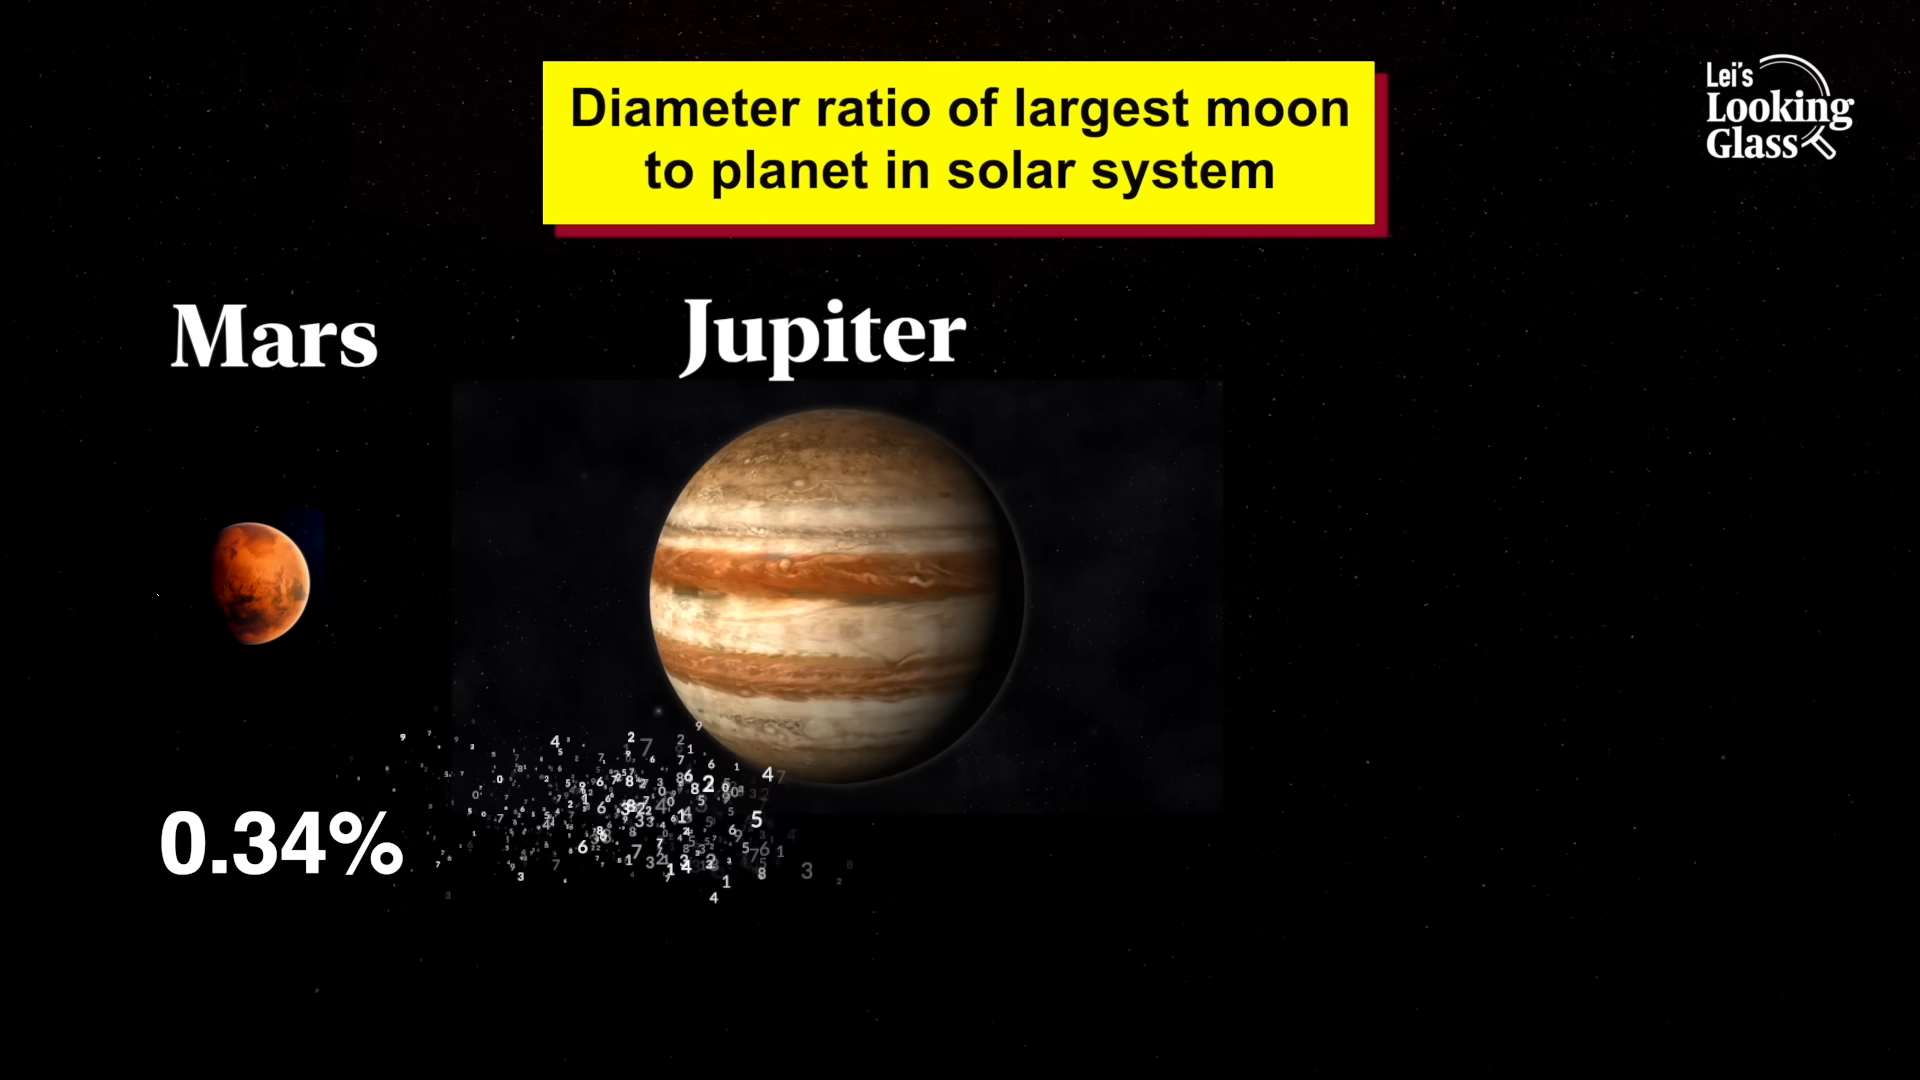 Diameter ratio of largest moon
to planet in solar system
Lei's
Looking
Glass
Mars
Jupiter
0.34%